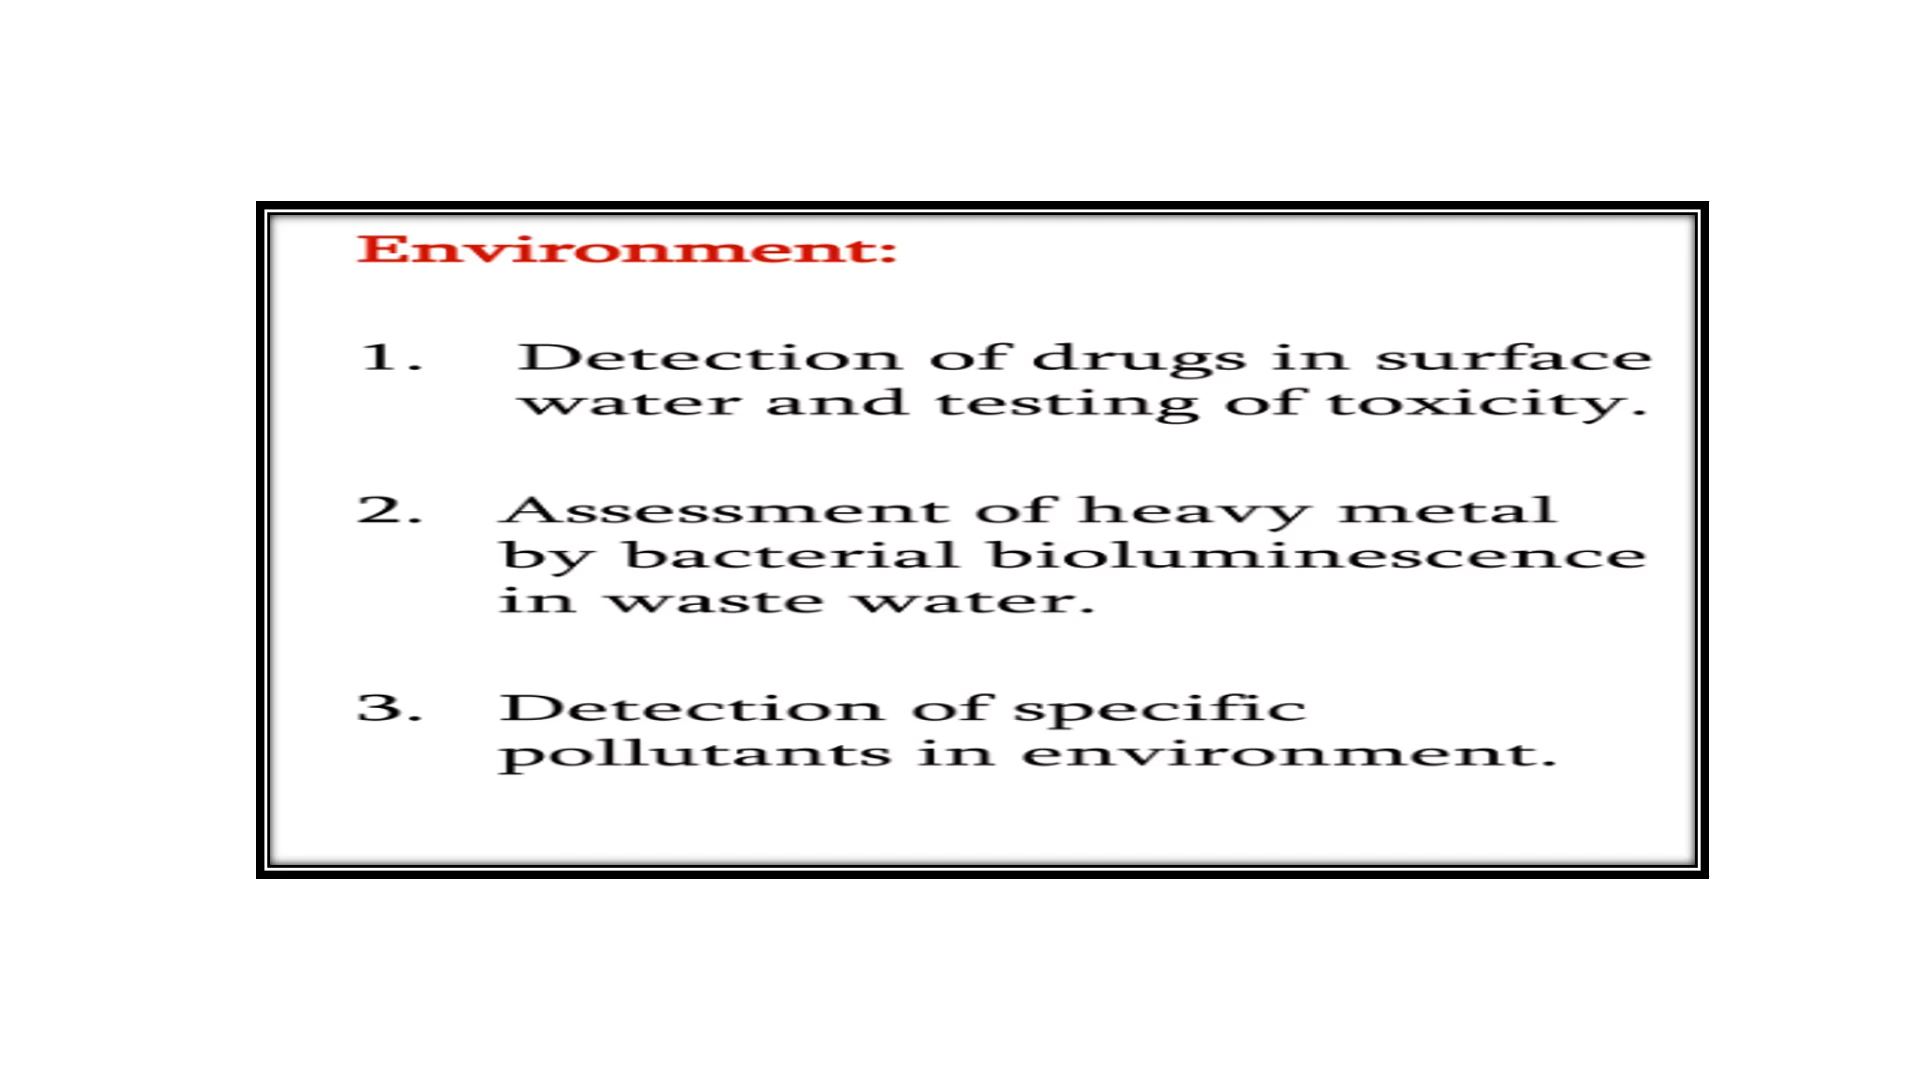 Environment:
1. Detection of drugs in surface
water and testing of toxicity.
2. Assessment of heavy metal
by bacterial bioluminescence
in waste water.
3. Detection of specific
pollutants in environment.